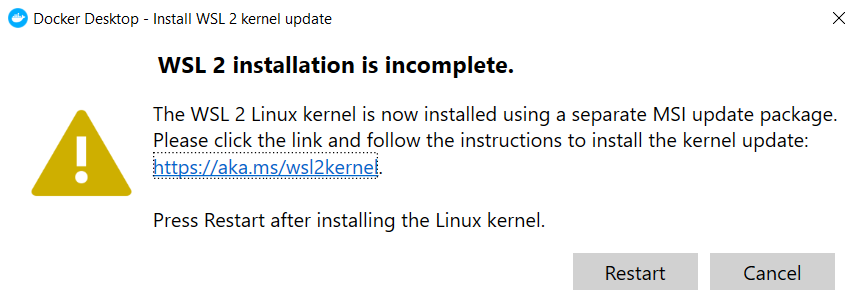 Docker Desktop - Install WSL 2 kernel update
WSL 2 installation is incomplete.
The WSL 2 Linux kernel is now installed using a separate MSI update package.
Please click the link and follow the instructions to install the kernel update:
https://aka.ms/wsl2kernel.
Press Restart after installing the Linux kernel.
Restart Cancel